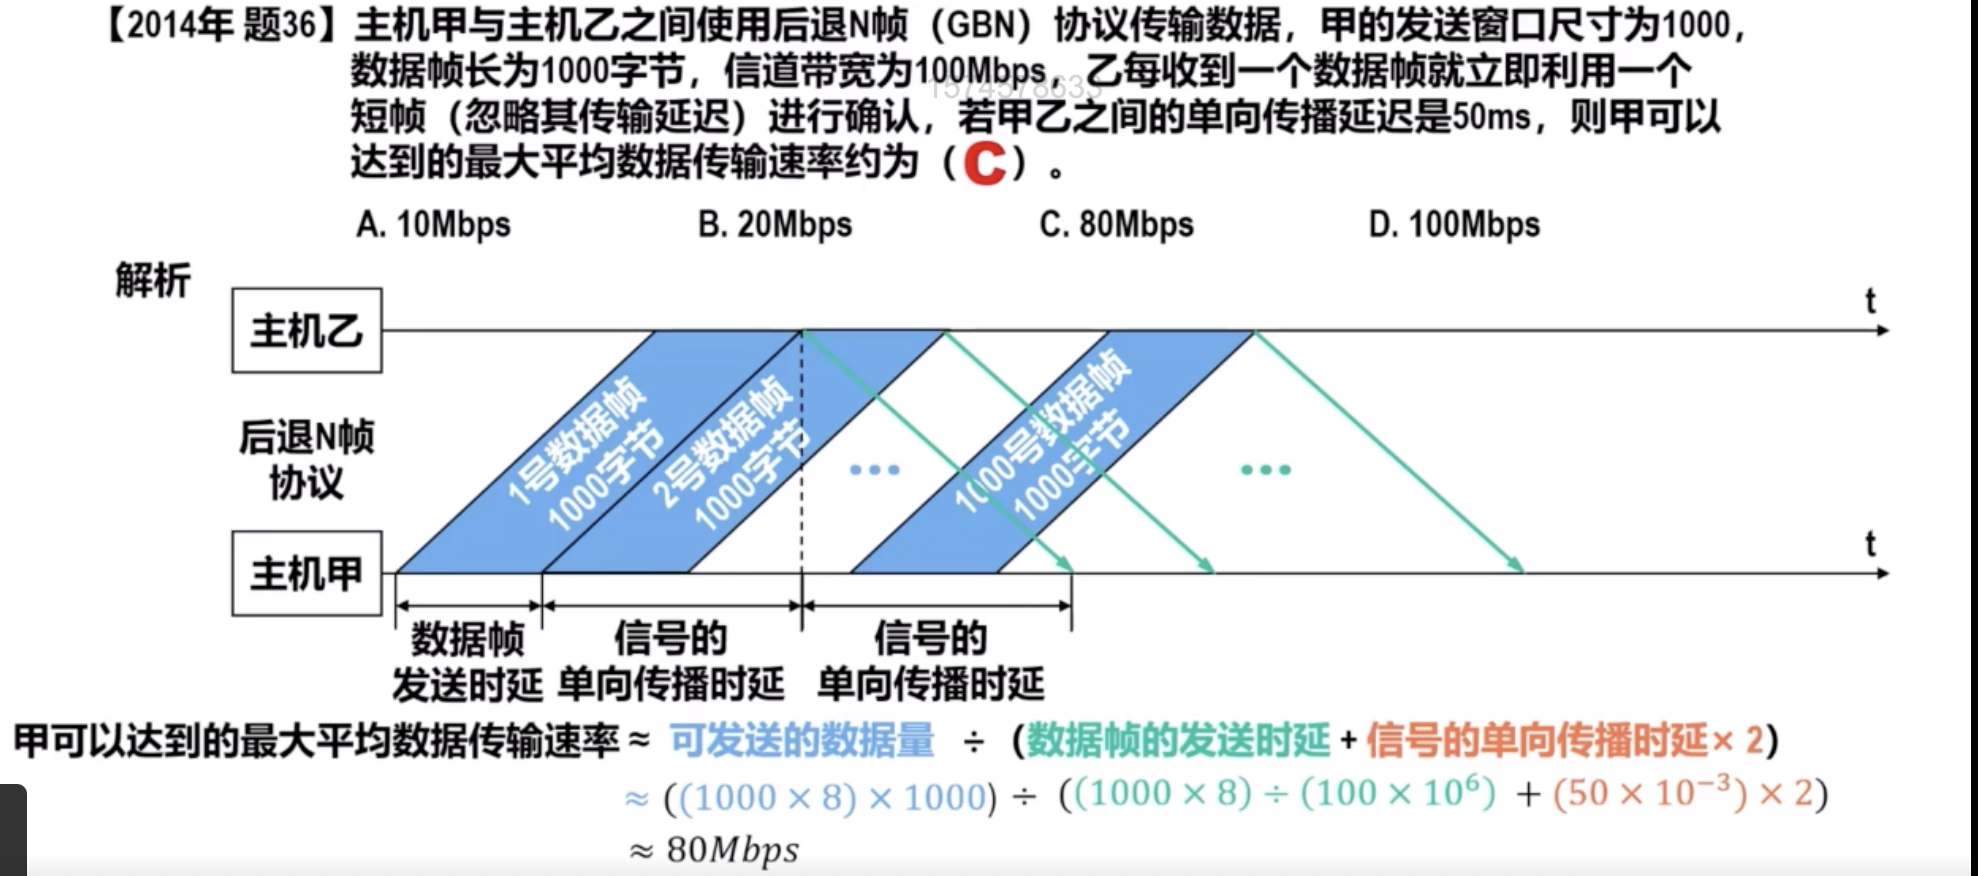 【2014年 题36】主机甲与主机乙之间使用后退N帧（GBN）协议传输数据，甲的发送窗口尺寸为1000，
数据帧长为1000字节，信道带宽为100Mbps，乙每收到一个数据帧就立即利用一个
1574578633
短帧（忽略其传输延迟）进行确认，若甲乙之间的单向传播延迟是50ms，则甲可以
达到的最大平均数据传输速率约为（C）。
A. 10Mbps B. 20Mbps C. 80Mbps D. 100Mbps
解析
主机乙
t
1号数据帧
1000字节
2号数据帧
1000字节
…
1000号数据帧
1000字节
…
后退N帧
协议
主机甲
t
数据帧
发送时延
信号的
单向传播时延
信号的
单向传播时延
甲可以达到的最大平均数据传输速率≈ 可发送的数据量 ÷ (数据帧的发送时延 + 信号的单向传播时延× 2)
≈ ((1000 × 8) × 1000) ÷ ((1000 × 8) ÷ (100 × 10⁶) + (50 × 10⁻³) × 2)
≈ 80Mbps